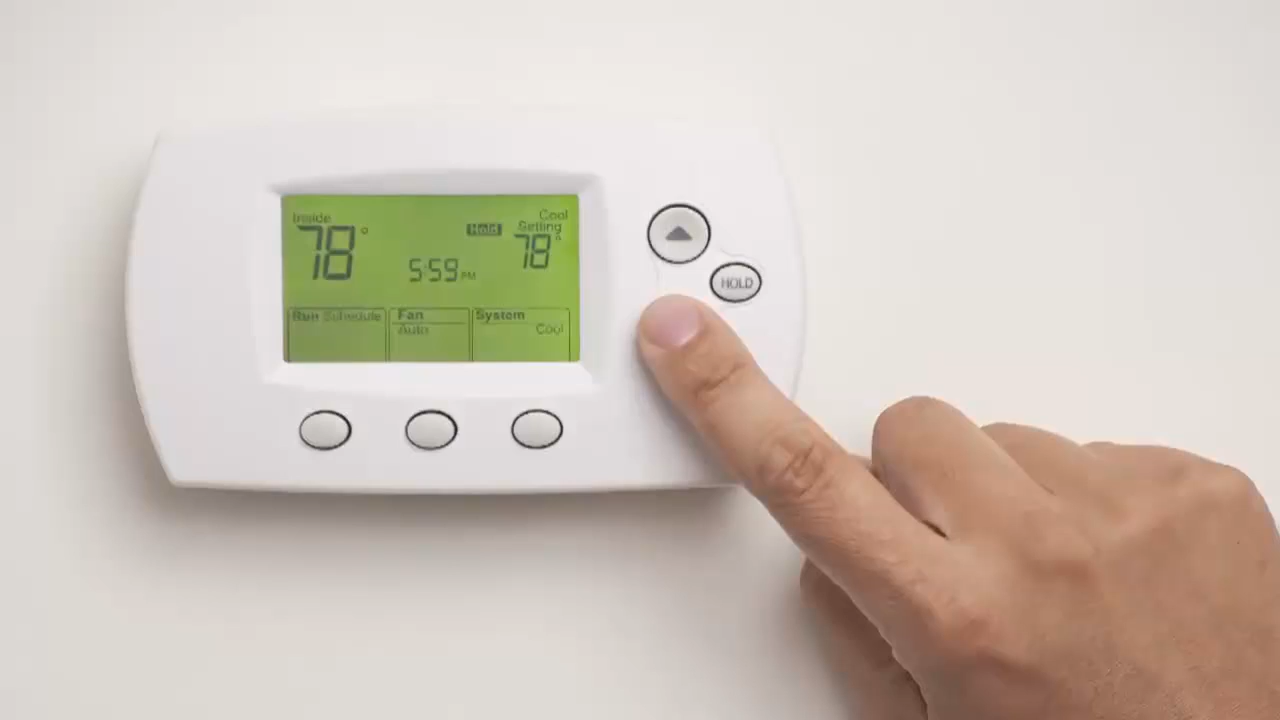 Inside
78°
Hold
Cool
Setting
78°
5:59 PM
Run Schedule
Fan
Auto
System
Cool
HOLD